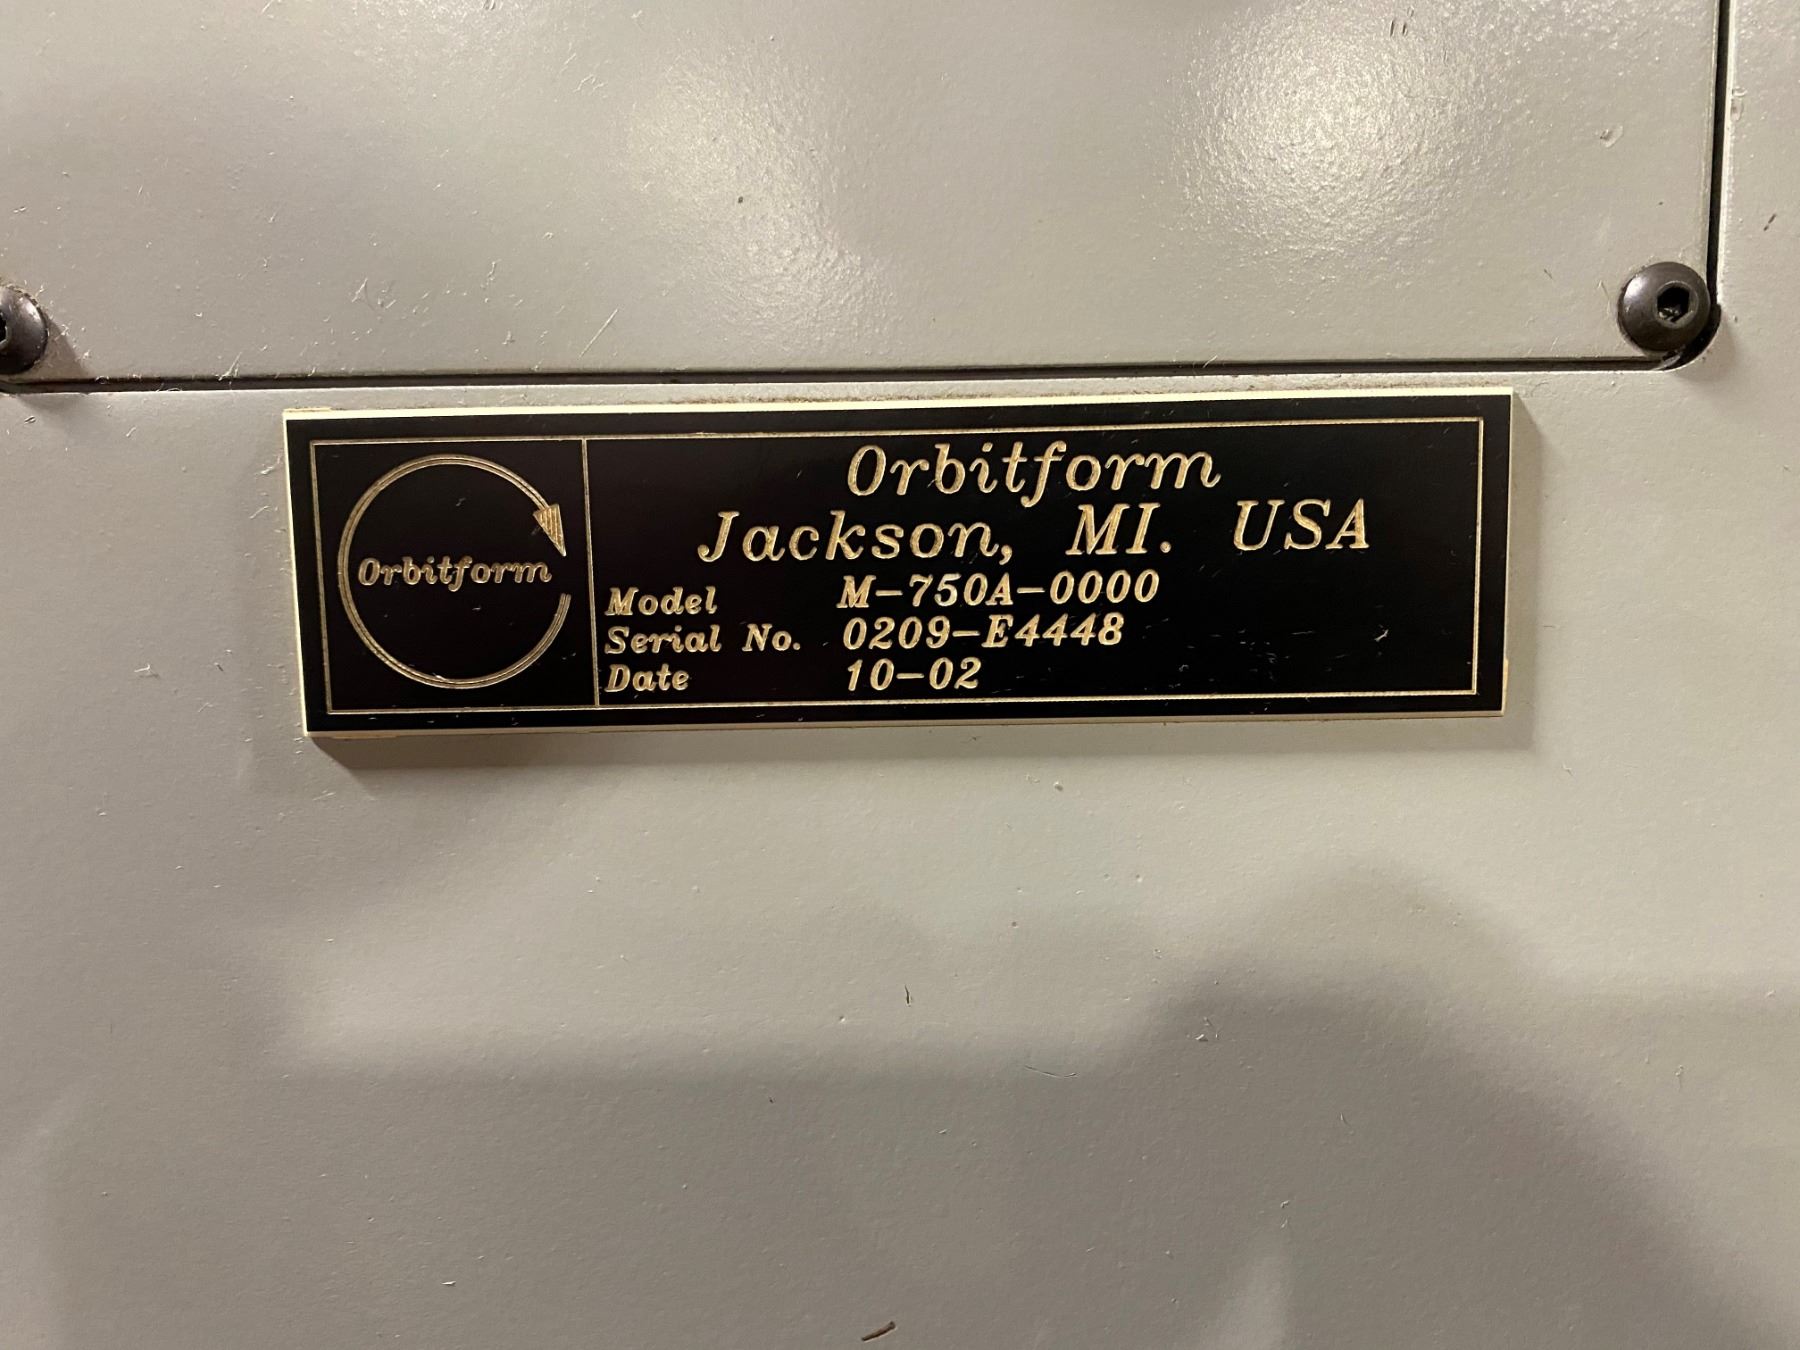 Orbitform
Orbitform
Jackson, MI. USA
Model M-750A-0000
Serial No. 0209-E4448
Date 10-02